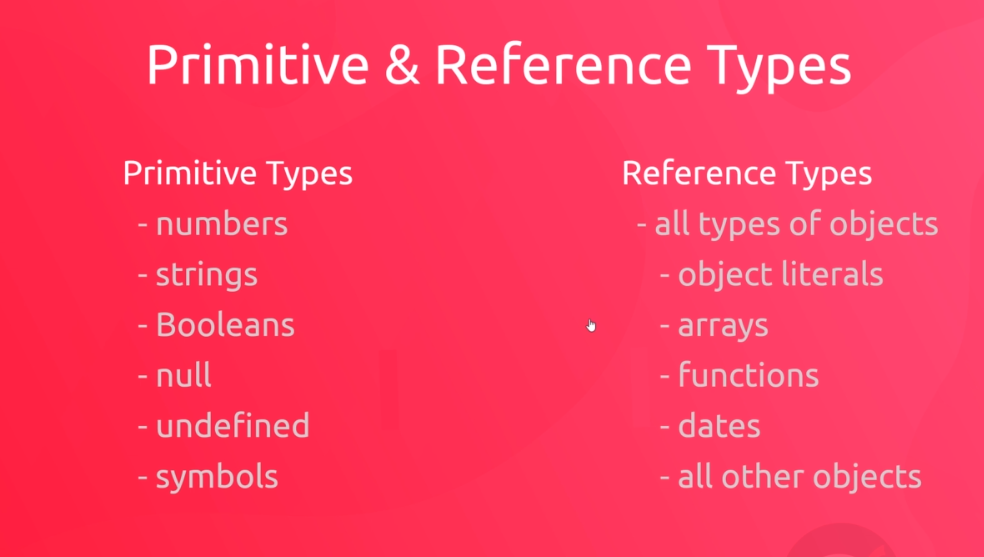 Primitive & Reference Types
Primitive Types
- numbers
- strings
- Booleans
- null
- undefined
- symbols
Reference Types
- all types of objects
- object literals
- arrays
- functions
- dates
- all other objects